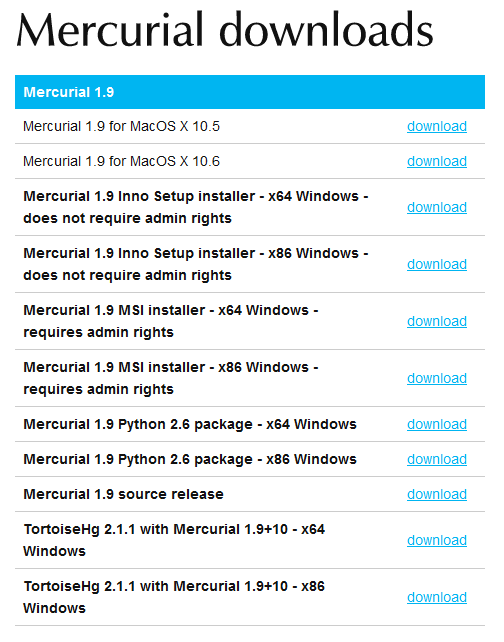 Mercurial downloads
Mercurial 1.9
Mercurial 1.9 for MacOS X 10.5 download
Mercurial 1.9 for MacOS X 10.6 download
Mercurial 1.9 Inno Setup installer - x64 Windows -
does not require admin rights
download
Mercurial 1.9 Inno Setup installer - x86 Windows -
does not require admin rights
download
Mercurial 1.9 MSI installer - x64 Windows -
requires admin rights
download
Mercurial 1.9 MSI installer - x86 Windows -
requires admin rights
download
Mercurial 1.9 Python 2.6 package - x64 Windows download
Mercurial 1.9 Python 2.6 package - x86 Windows download
Mercurial 1.9 source release download
TortoiseHg 2.1.1 with Mercurial 1.9+10 - x64
Windows
download
TortoiseHg 2.1.1 with Mercurial 1.9+10 - x86
Windows
download